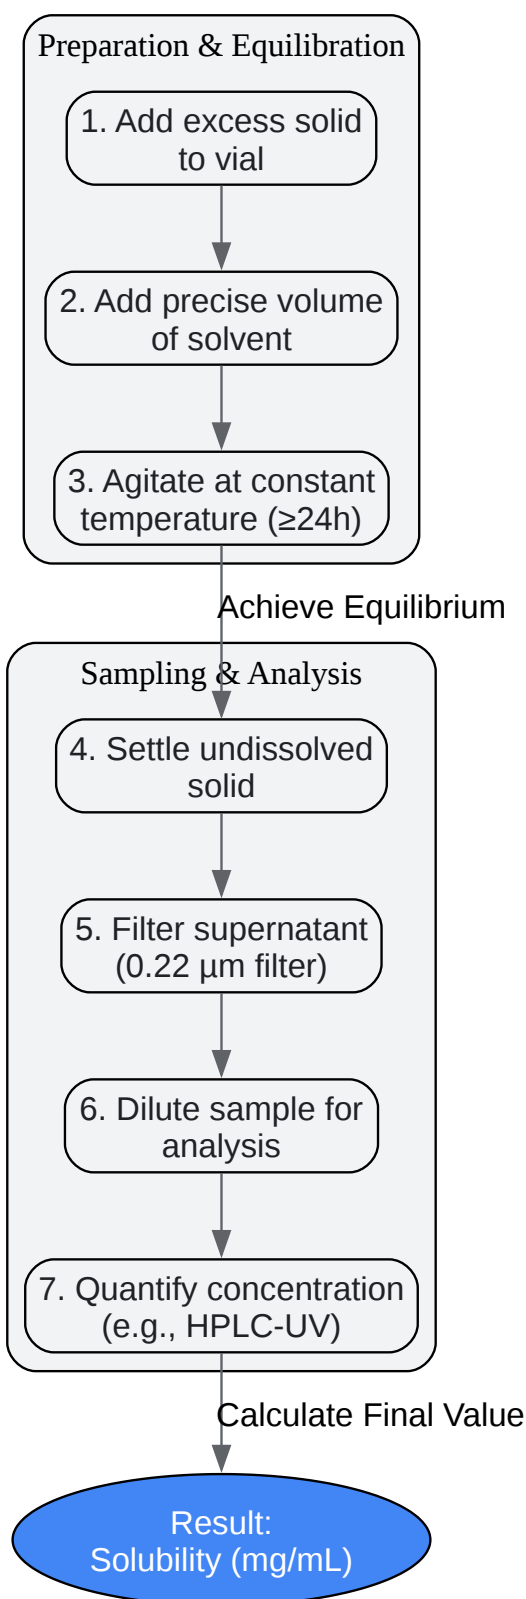 Preparation & Equilibration
1. Add excess solid
to vial
2. Add precise volume
of solvent
3. Agitate at constant
temperature (≥24h)
Achieve Equilibrium
Sampling & Analysis
4. Settle undissolved
solid
5. Filter supernatant
(0.22 µm filter)
6. Dilute sample for
analysis
7. Quantify concentration
(e.g., HPLC-UV)
Calculate Final Value
Result:
Solubility (mg/mL)